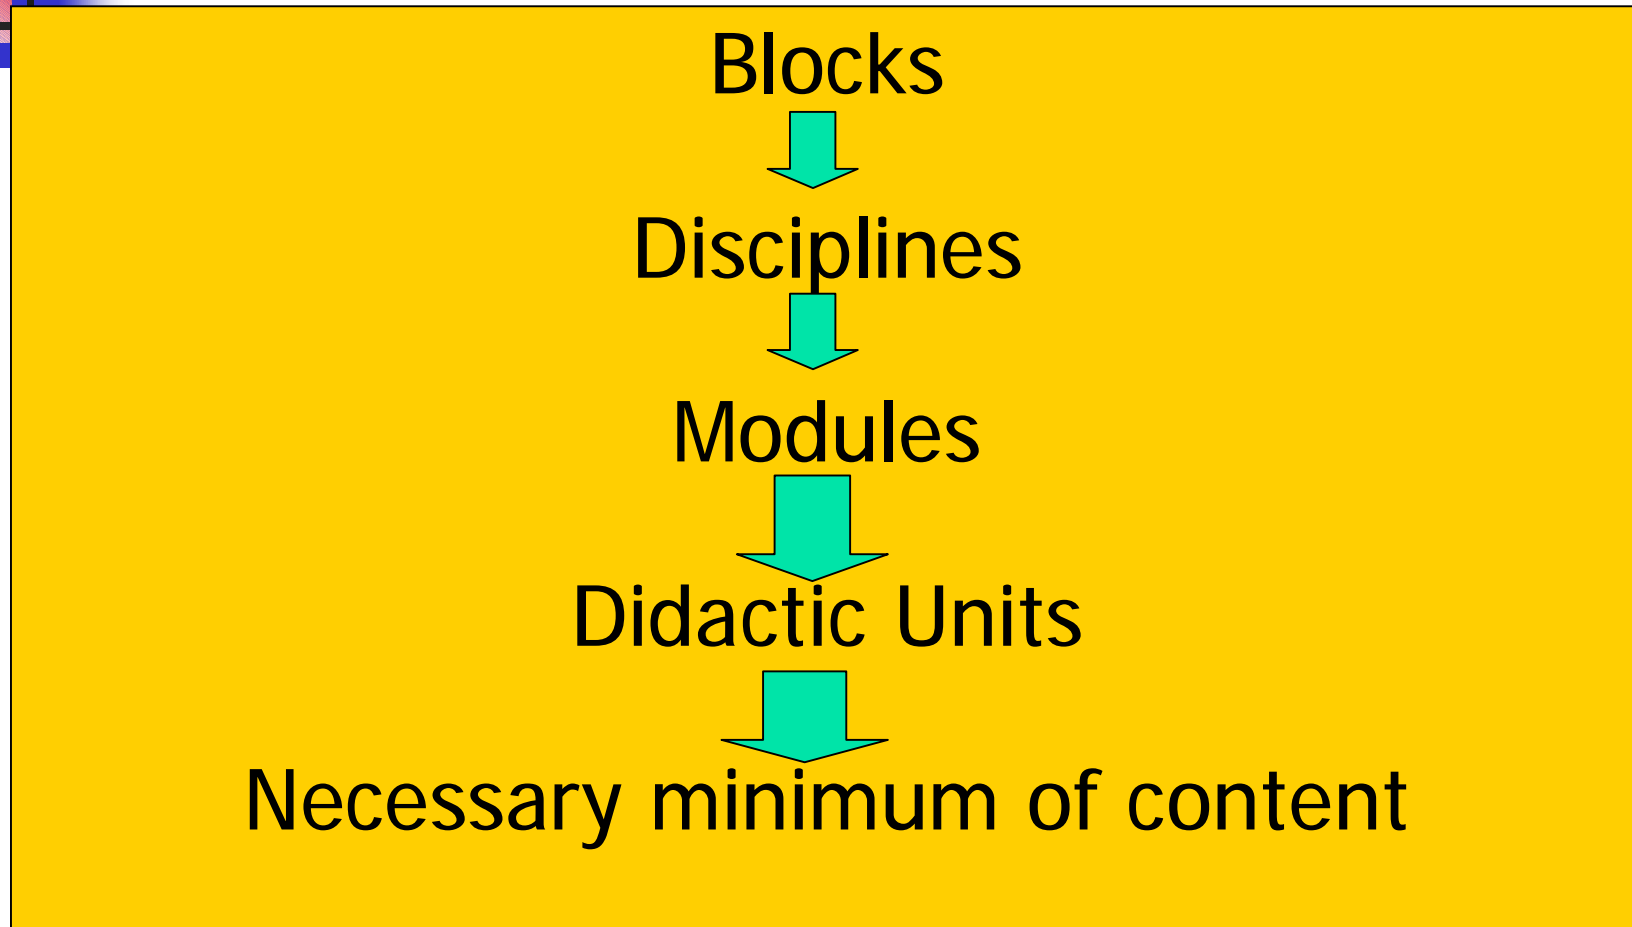 Blocks
Disciplines
Modules
Didactic Units
Necessary minimum of content